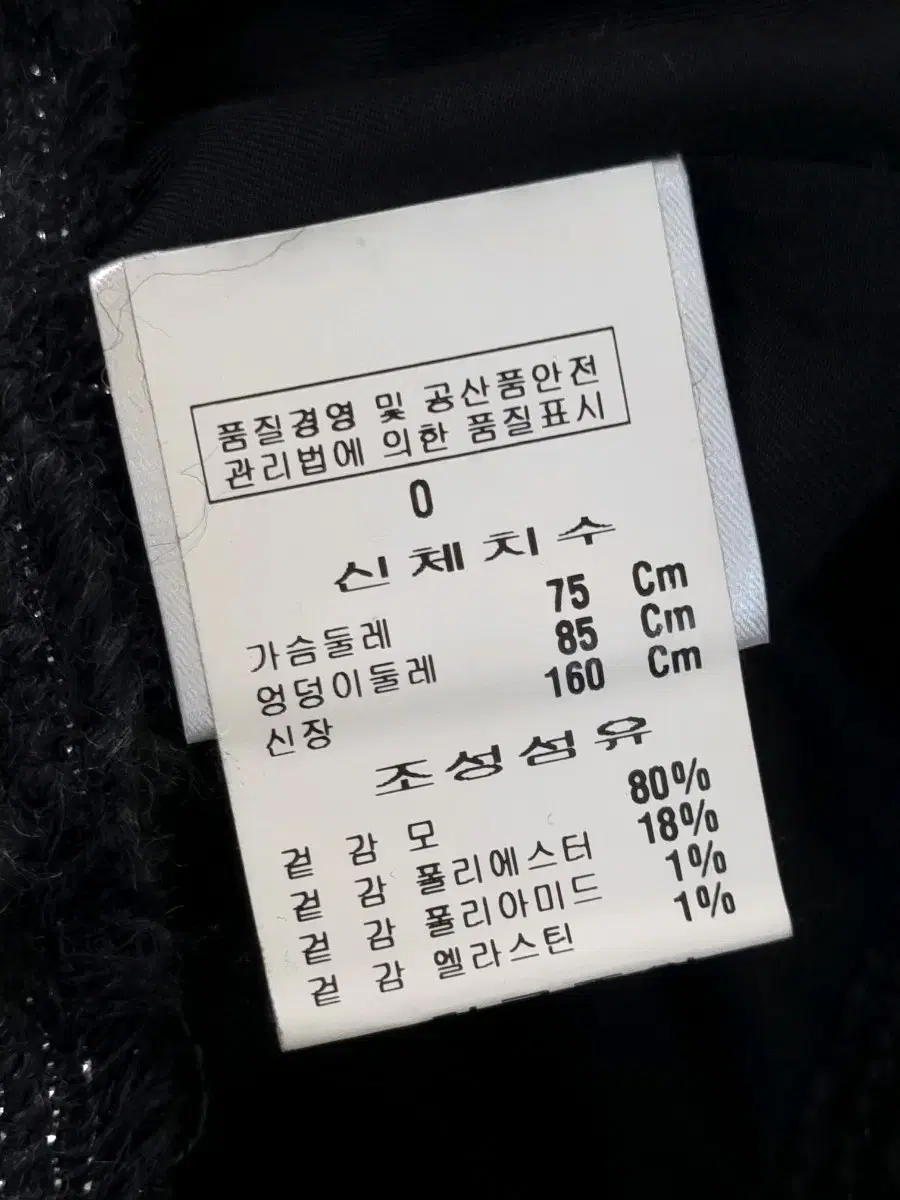 품질경영 및 공산품안전
관리법에 의한 품질표시
0
신체치수
가슴둘레 75 Cm
엉덩이둘레 85 Cm
신장 160 Cm
조성섬유
겉 감 모 80%
겉 감 폴리에스터 18%
겉 감 폴리아미드 1%
겉 감 엘라스틴 1%